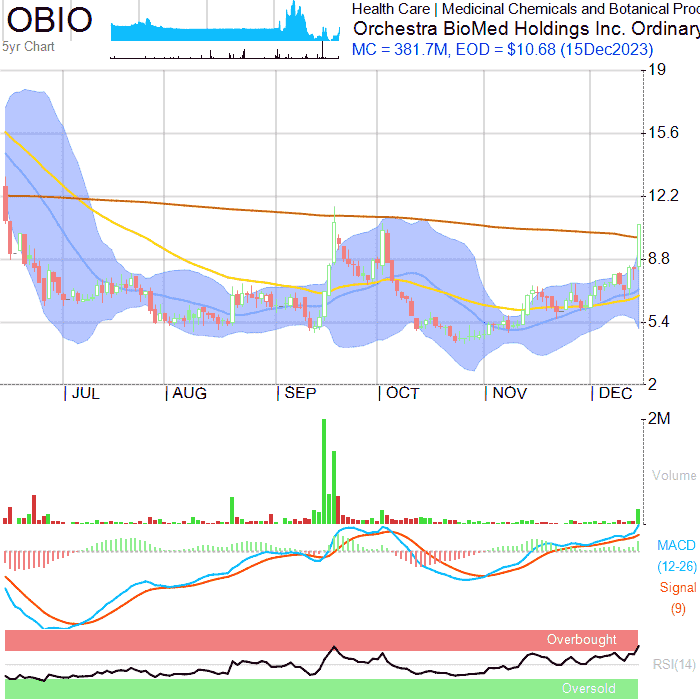 OBIO
5yr Chart
Health Care | Medicinal Chemicals and Botanical Pro
Orchestra BioMed Holdings Inc. Ordinary
MC = 381.7M, EOD = $10.68 (15Dec2023)
19
15.6
12.2
8.8
5.4
2
JUL
AUG
SEP
OCT
NOV
DEC
2M
Volume
MACD
(12-26)
Signal
(9)
Overbought
RSI(14)
Oversold